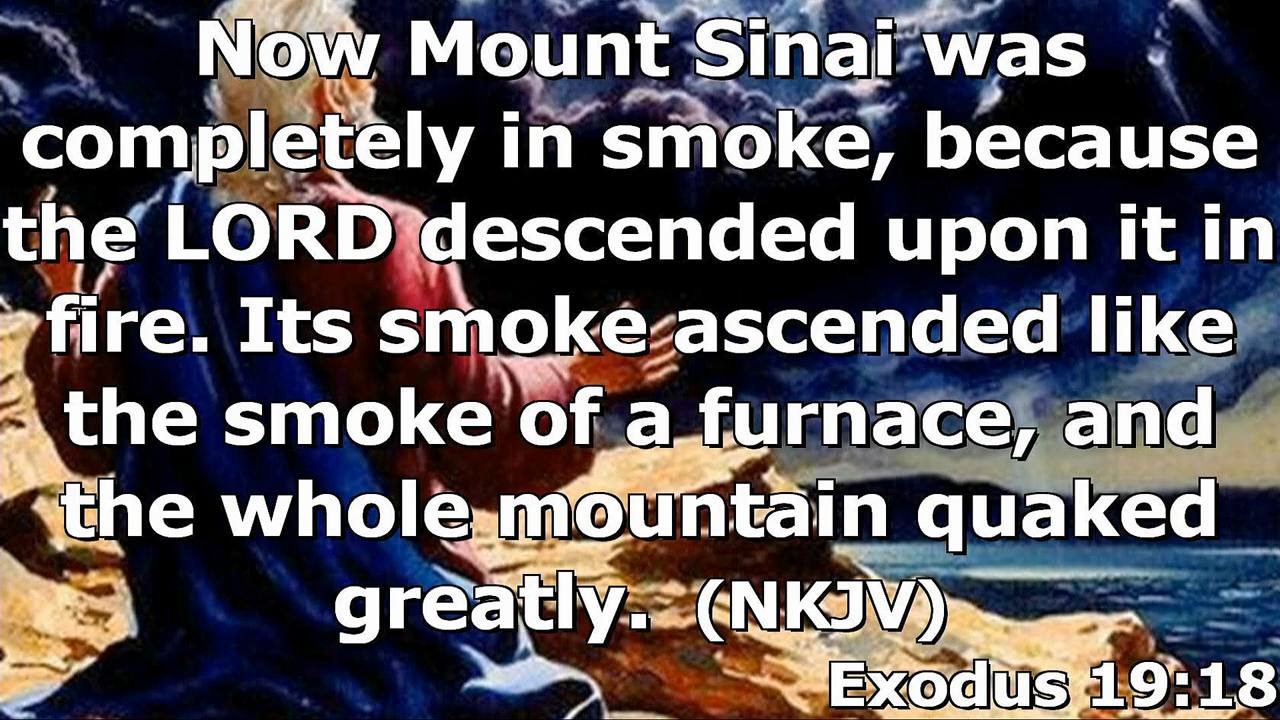 Now Mount Sinai was
completely in smoke, because
the LORD descended upon it in
fire. Its smoke ascended like
the smoke of a furnace, and
the whole mountain quaked
greatly. (NKJV)
Exodus 19:18